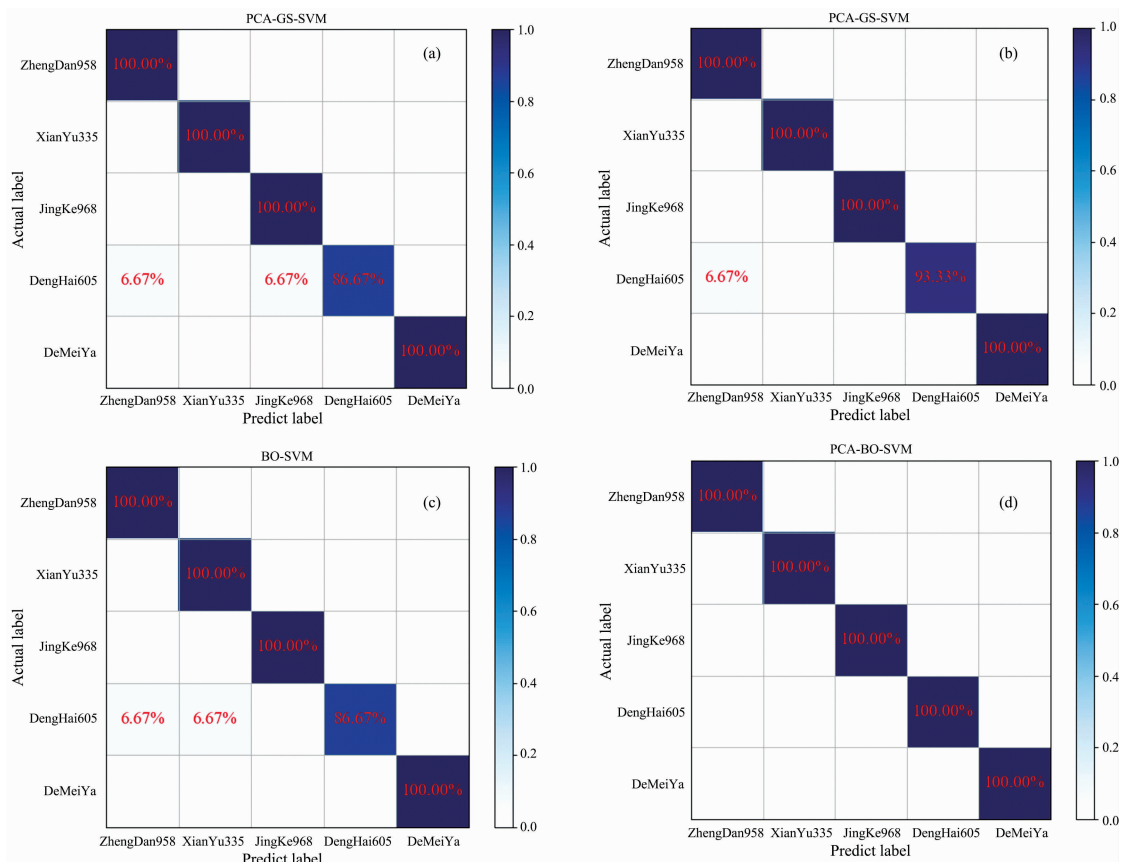 PCA-GS-SVM
(a)
ZhengDan958
XianYu335
JingKe968
DengHai605
DeMeiYa
Actual label
100.00%
100.00%
100.00%
6.67% 6.67% 86.67%
100.00%
ZhengDan958 XianYu335 JingKe968 DengHai605 DeMeiYa
Predict label
1.0
0.8
0.6
0.4
0.2
0.0
PCA-GS-SVM
(b)
ZhengDan958
XianYu335
JingKe968
DengHai605
DeMeiYa
Actual label
100.00%
100.00%
100.00%
6.67% 93.33%
100.00%
ZhengDan958 XianYu335 JingKe968 DengHai605 DeMeiYa
Predict label
1.0
0.8
0.6
0.4
0.2
0.0
BO-SVM
(c)
ZhengDan958
XianYu335
JingKe968
DengHai605
DeMeiYa
Actual label
100.00%
100.00%
100.00%
6.67% 6.67% 86.67%
100.00%
ZhengDan958 XianYu335 JingKe968 DengHai605 DeMeiYa
Predict label
1.0
0.8
0.6
0.4
0.2
0.0
PCA-BO-SVM
(d)
ZhengDan958
XianYu335
JingKe968
DengHai605
DeMeiYa
Actual label
100.00%
100.00%
100.00%
100.00%
100.00%
ZhengDan958 XianYu335 JingKe968 DengHai605 DeMeiYa
Predict label
1.0
0.8
0.6
0.4
0.2
0.0